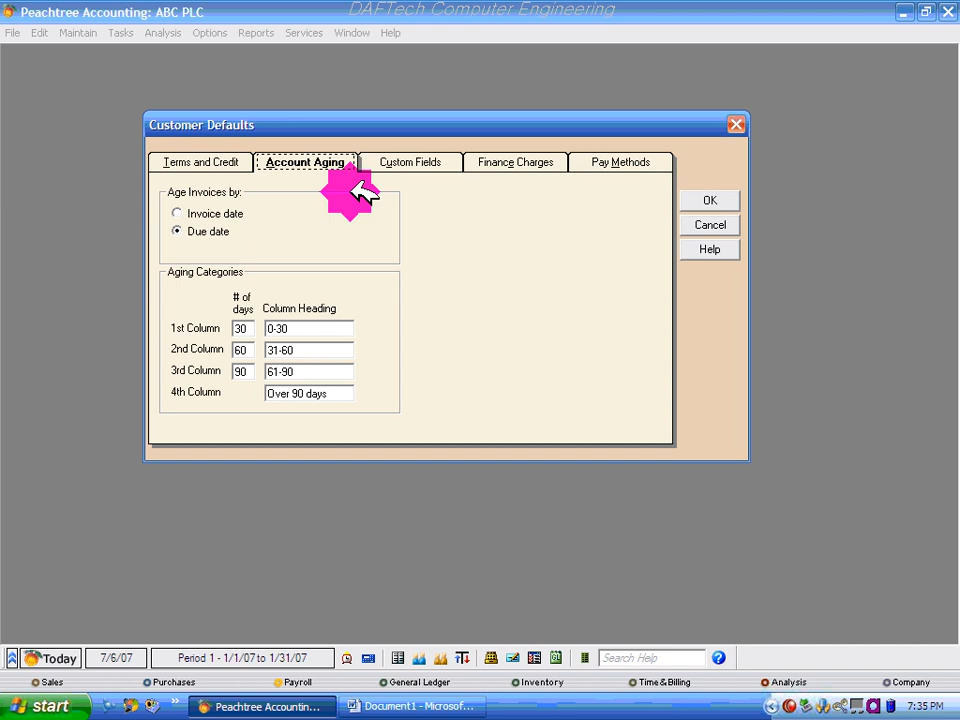 DAFTech Computer Engineering
Peachtree Accounting: ABC PLC
File Edit Maintain Tasks Analysis Options Reports Services Window Help
Customer Defaults
Terms and Credit Account Aging Custom Fields Finance Charges Pay Methods
Age Invoices by:
Invoice date
Due date
OK
Cancel
Help
Aging Categories
# of
days Column Heading
1st Column 30 0-30
2nd Column 60 31-60
3rd Column 90 61-90
4th Column Over 90 days
Today 7/6/07 Period 1 - 1/1/07 to 1/31/07 Search Help
Sales Purchases Payroll General Ledger Inventory Time & Billing Analysis Company
start Peachtree Accountin... Document1 - Microsof... 7:35 PM